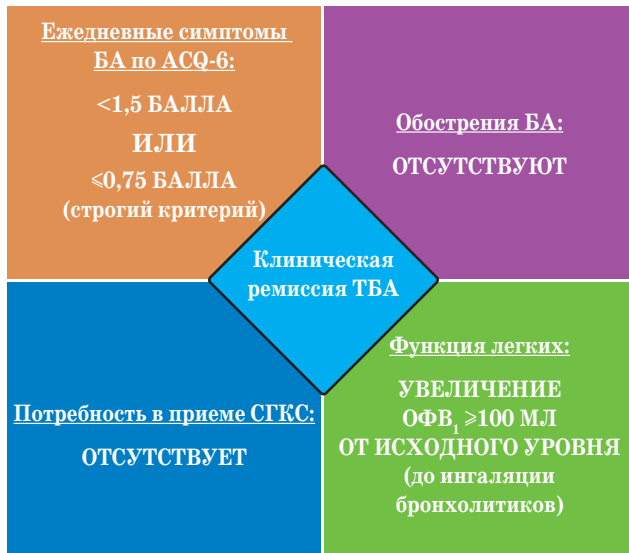 Ежедневные симптомы
БА по ACQ-6:
<1,5 БАЛЛА
ИЛИ
⩽0,75 БАЛЛА
(строгий критерий)
Обострения БА:
ОТСУТСТВУЮТ
Клиническая
ремиссия ТБА
Потребность в приеме СГКС:
ОТСУТСТВУЕТ
Функция легких:
УВЕЛИЧЕНИЕ
ОФВ₁ ⩾100 МЛ
ОТ ИСХОДНОГО УРОВНЯ
(до ингаляции
бронхолитиков)